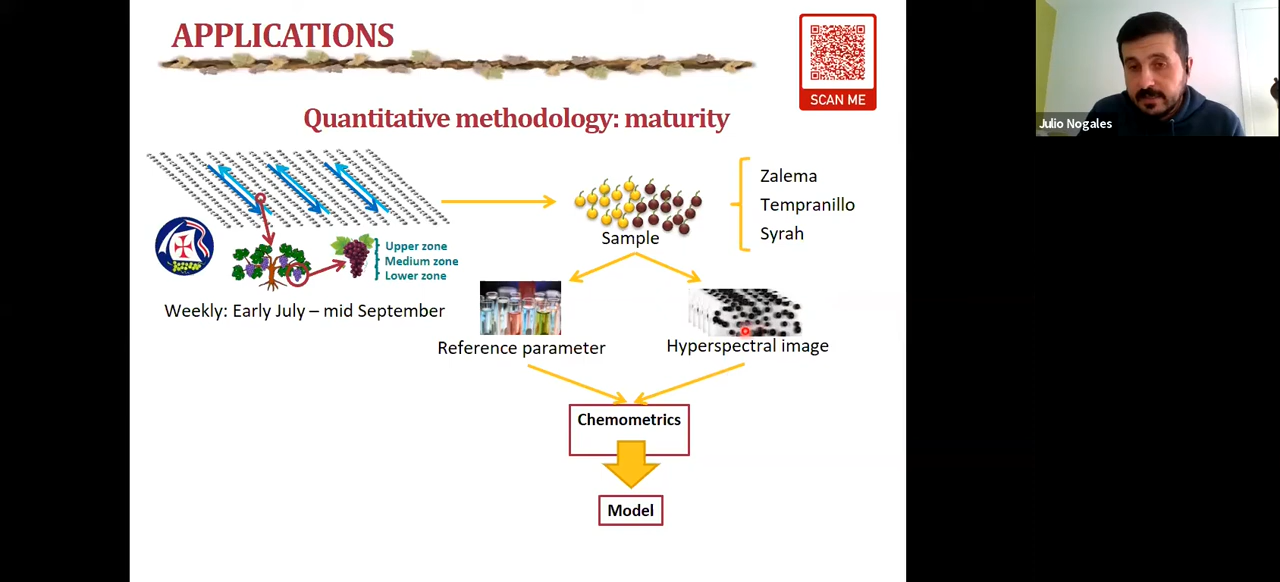 APPLICATIONS
SCAN ME
Julio Nogales
Quantitative methodology: maturity
Zalema
Tempranillo
Syrah
Sample
Upper zone
Medium zone
Lower zone
Weekly: Early July – mid September
Reference parameter
Hyperspectral image
Chemometrics
Model